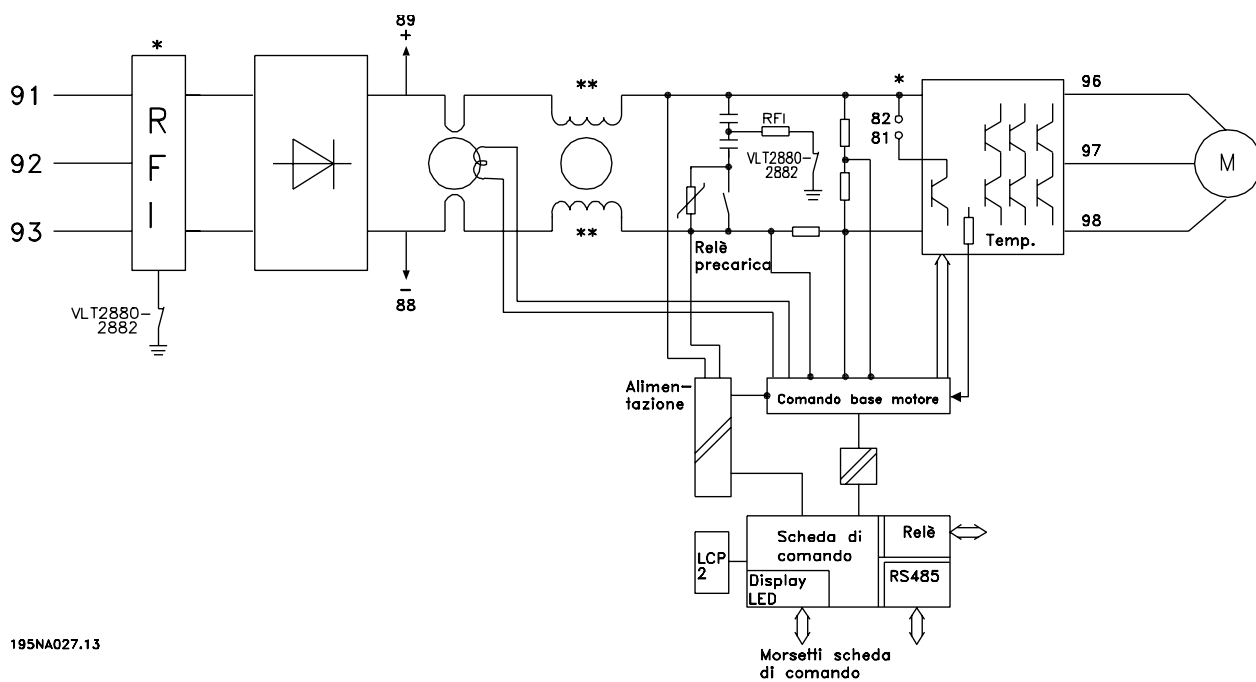 89
+
*
**
*
91
92
93
R
F
I
RFI
VLT2880-
2882
82
81
96
97
98
M
**
Relè
precarica
Temp.
−
88
VLT2880-
2882
Alimen-
tazione
Comando base motore
LCP
2
Scheda di
comando
Relè
Display
LED
RS485
195NA027.13
Morsetti scheda
di comando